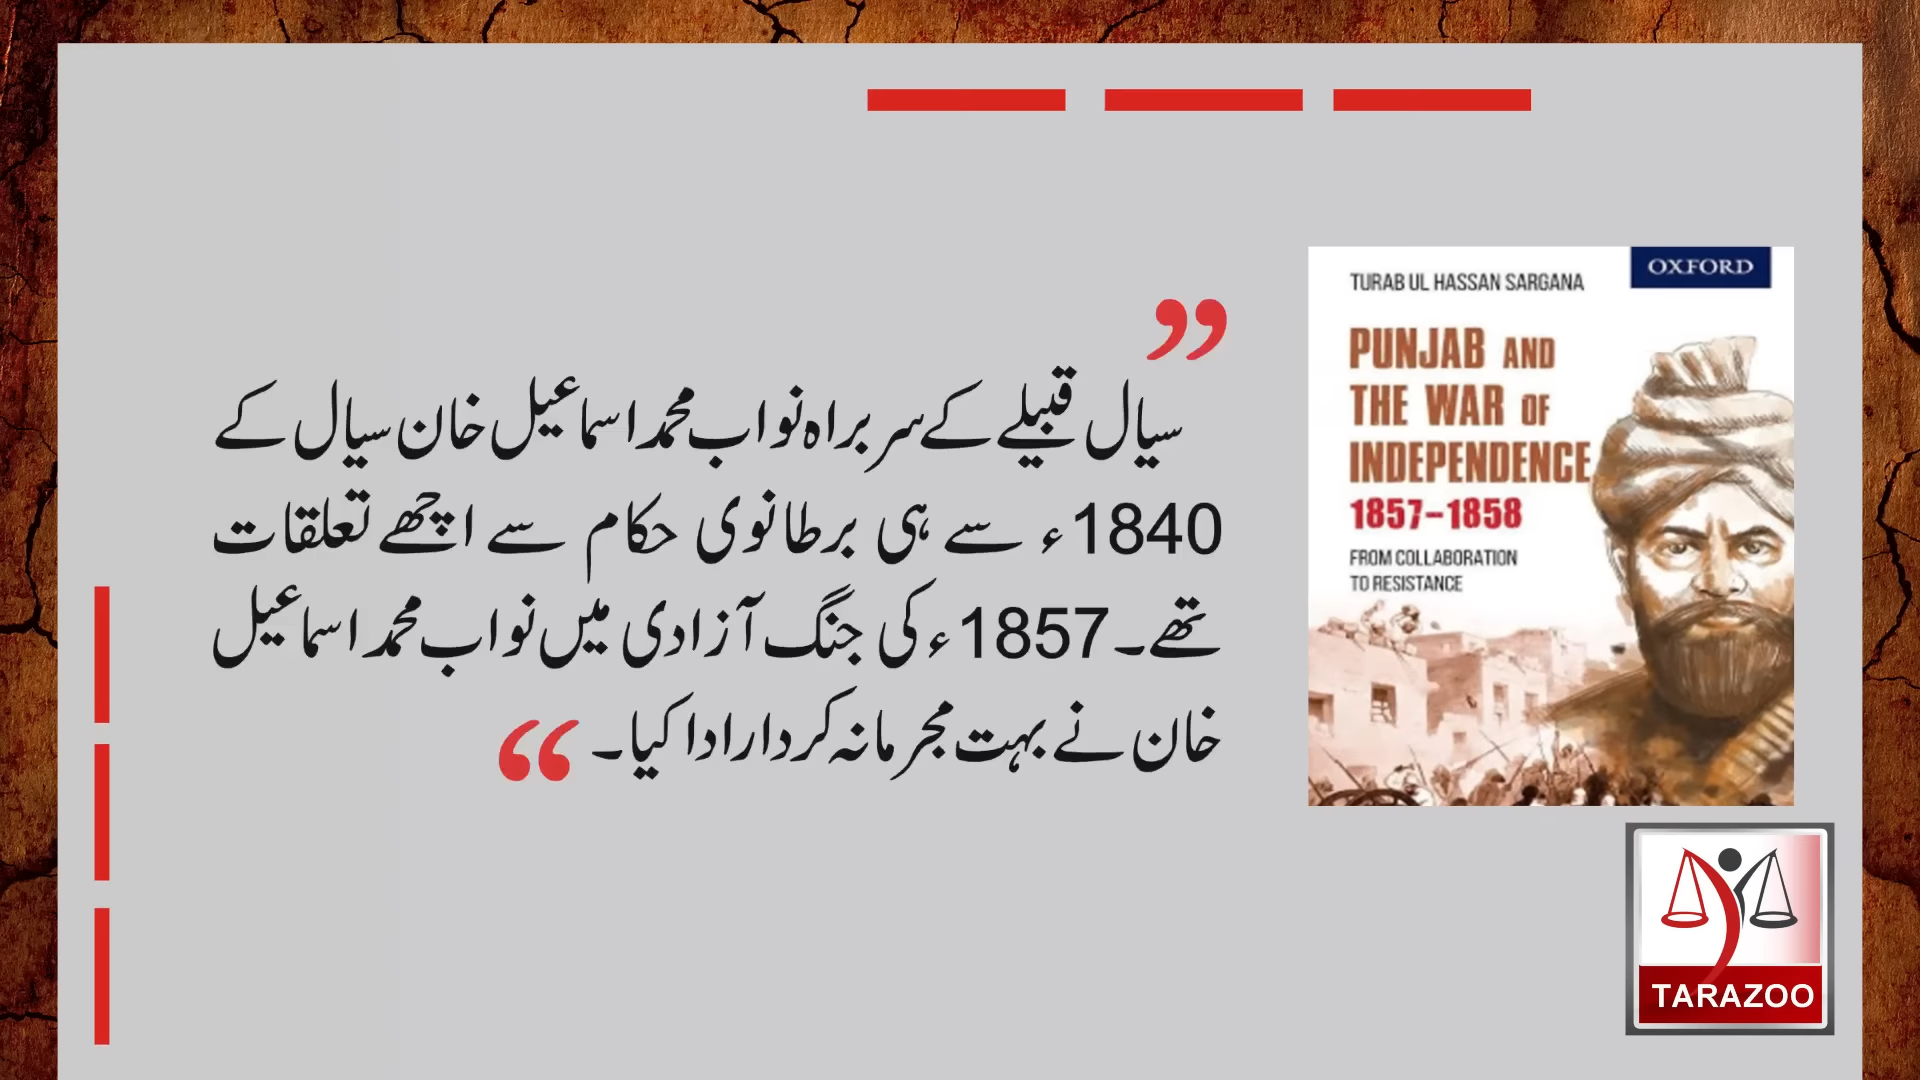 سیال قبیلے کے سربراہ نواب محمد اسماعیل خان سیال کے
1840ء سے ہی برطانوی حکام سے اچھے تعلقات
تھے۔ 1857ء کی جنگ آزادی میں نواب محمد اسماعیل
خان نے بہت مجرمانہ کردار ادا کیا۔
TURAB UL HASSAN SARGANA
OXFORD
PUNJAB AND
THE WAR OF
INDEPENDENCE
1857–1858
FROM COLLABORATION
TO RESISTANCE
TARAZOO